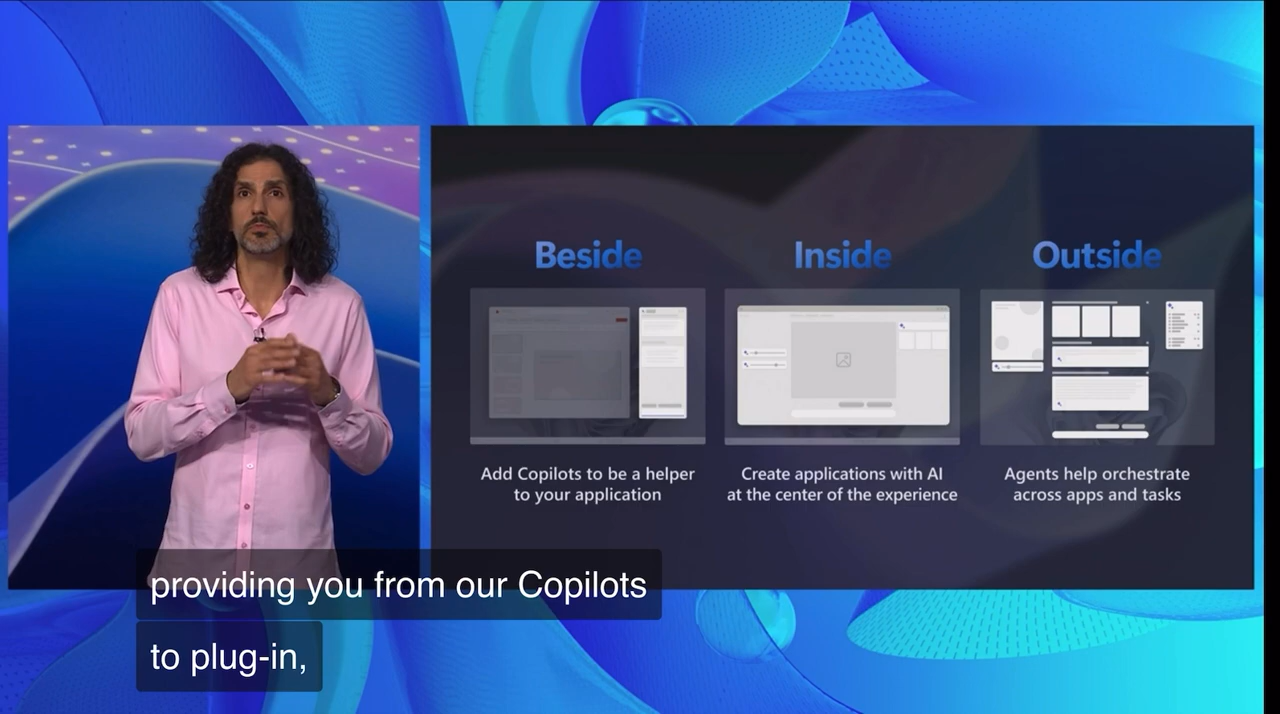 Beside
Inside
Outside
Add Copilots to be a helper
to your application
Create applications with AI
at the center of the experience
Agents help orchestrate
across apps and tasks
providing you from our Copilots
to plug-in,